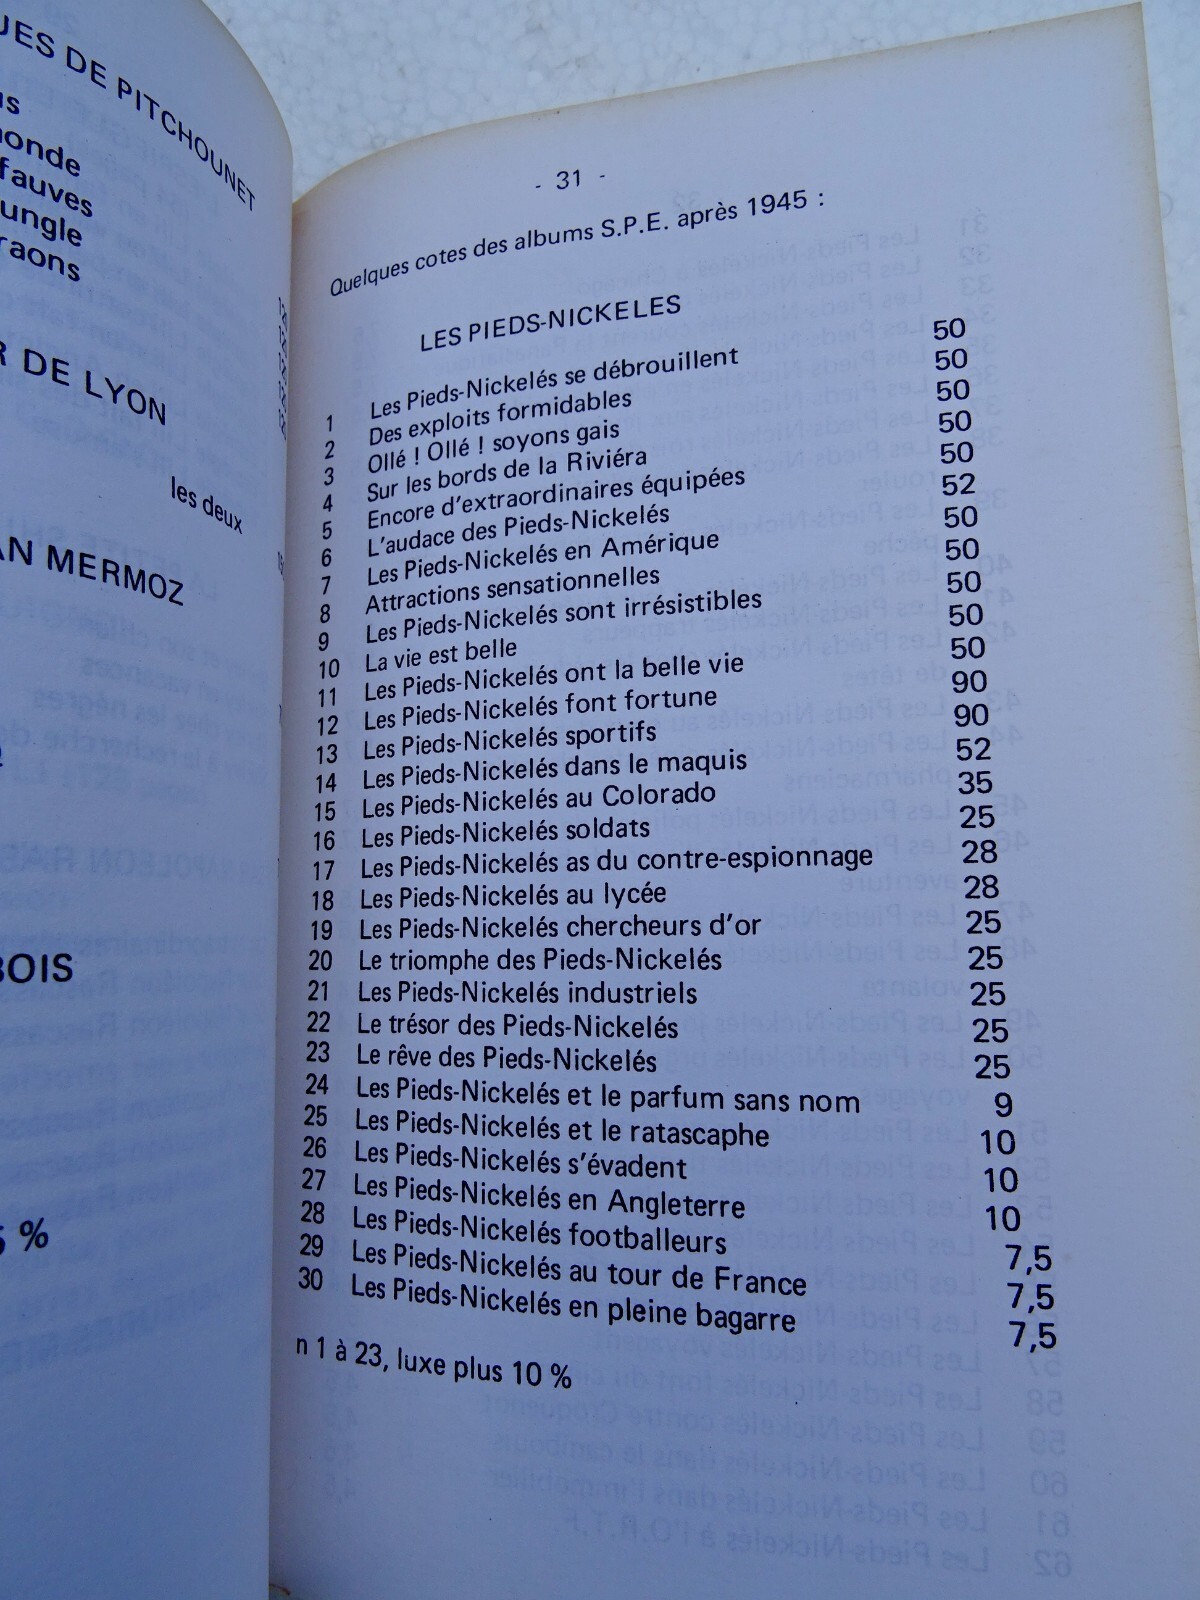 UES DE PITCHOUNET
onde
fauves
ungle
raons
R DE LYON
les deux
AN MERMOZ
BOIS
%
- 31 -
Quelques cotes des albums S.P.E. après 1945 :
LES PIEDS-NICKELES
1 Les Pieds-Nickelés se débrouillent 50
2 Des exploits formidables 50
3 Ollé ! Ollé ! soyons gais 50
4 Sur les bords de la Riviéra 50
5 Encore d'extraordinaires équipées 50
6 L'audace des Pieds-Nickelés 52
7 Les Pieds-Nickelés en Amérique 50
8 Attractions sensationnelles 50
9 Les Pieds-Nickelés sont irrésistibles 50
10 La vie est belle 50
11 Les Pieds-Nickelés ont la belle vie 50
12 Les Pieds-Nickelés font fortune 90
13 Les Pieds-Nickelés sportifs 90
14 Les Pieds-Nickelés dans le maquis 52
15 Les Pieds-Nickelés au Colorado 35
16 Les Pieds-Nickelés soldats 25
17 Les Pieds-Nickelés as du contre-espionnage 28
18 Les Pieds-Nickelés au lycée 28
19 Les Pieds-Nickelés chercheurs d'or 25
20 Le triomphe des Pieds-Nickelés 25
21 Les Pieds-Nickelés industriels 25
22 Le trésor des Pieds-Nickelés 25
23 Le rêve des Pieds-Nickelés 25
24 Les Pieds-Nickelés et le parfum sans nom 9
25 Les Pieds-Nickelés et le ratascaphe 10
26 Les Pieds-Nickelés s'évadent 10
27 Les Pieds-Nickelés en Angleterre 10
28 Les Pieds-Nickelés footballeurs 7,5
29 Les Pieds-Nickelés au tour de France 7,5
30 Les Pieds-Nickelés en pleine bagarre 7,5
n 1 à 23, luxe plus 10 %